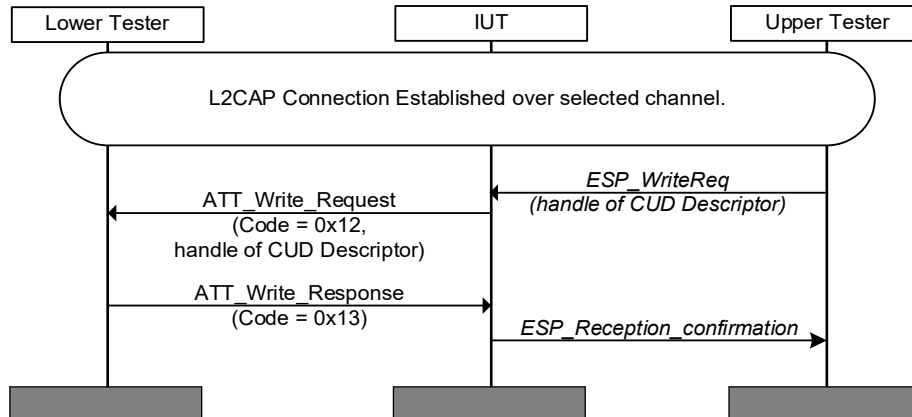 Lower Tester
IUT
Upper Tester
L2CAP Connection Established over selected channel.
ESP_WriteReq
(handle of CUD Descriptor)
ATT_Write_Request
(Code = 0x12,
handle of CUD Descriptor)
ATT_Write_Response
(Code = 0x13)
ESP_Reception_confirmation